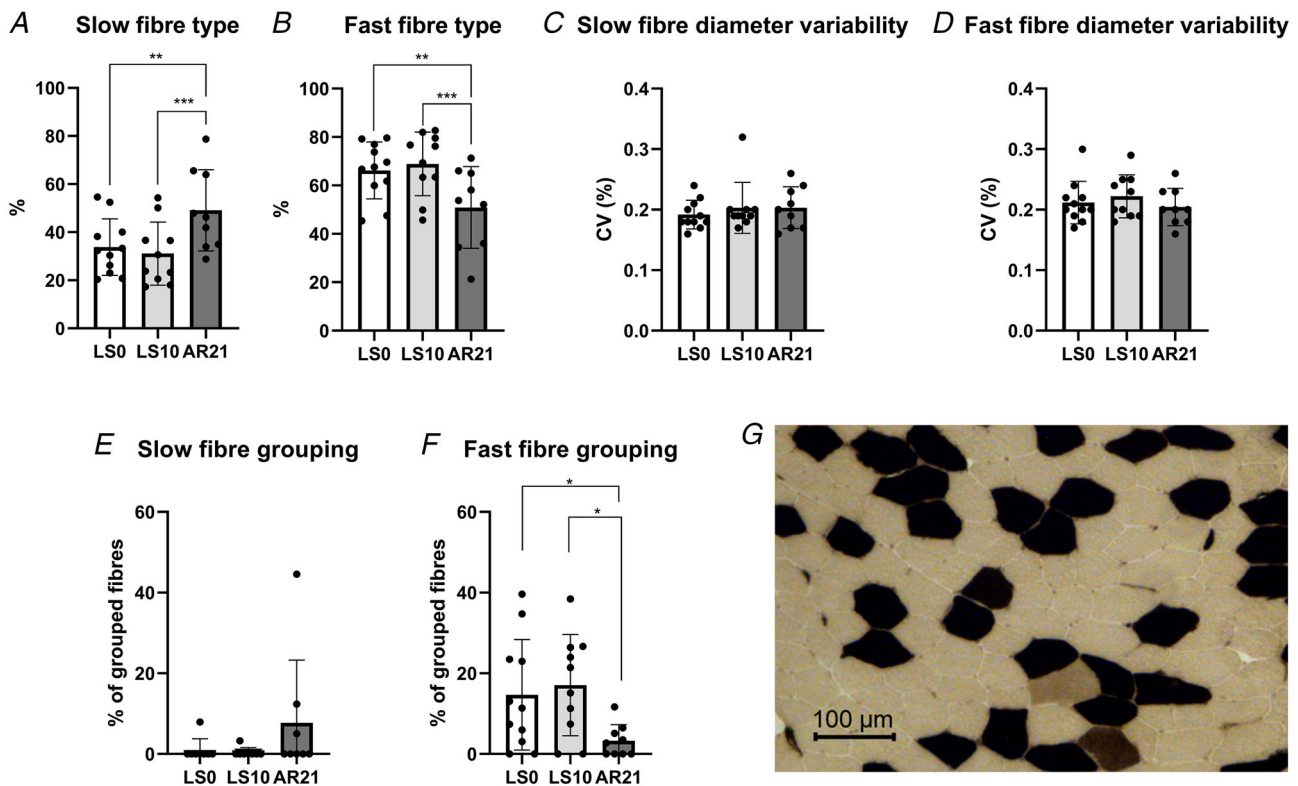 A Slow fibre type
B Fast fibre type
C Slow fibre diameter variability
D Fast fibre diameter variability
**
***
100
80
60
40
20
0
%
LS0 LS10 AR21
**
***
100
80
60
40
20
0
%
LS0 LS10 AR21
0.4
0.3
0.2
0.1
0.0
CV (%)
LS0 LS10 AR21
0.4
0.3
0.2
0.1
0.0
CV (%)
LS0 LS10 AR21
E Slow fibre grouping
60
40
20
0
% of grouped fibres
LS0 LS10 AR21
F Fast fibre grouping
*
*
60
40
20
0
% of grouped fibres
LS0 LS10 AR21
G
100 µm